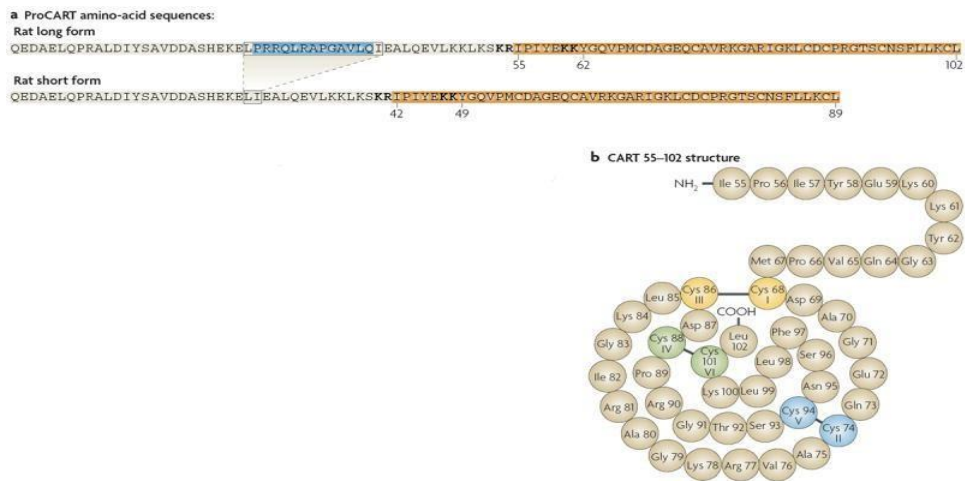 a ProCART amino-acid sequences:
Rat long form
QEDAELQPRALDIYSAVDDASHEKELPRRQLRAPGAVLQIEALQEVLKKLKSKRIPIYEKKYGQVPMCDAGEQCAVRKGARIGKLCDCPRGTSCNSFLLKCL
55 62 102
Rat short form
QEDAELQPRALDIYSAVDDASHEKELIEALQEVLKKLKSKRIPIYEKKYGQVPMCDAGEQCAVRKGARIGKLCDCPRGTSCNSFLLKCL
42 49 89
b CART 55–102 structure
NH₂
Ile 55
Pro 56
Ile 57
Tyr 58
Glu 59
Lys 60
Lys 61
Tyr 62
Gly 63
Gln 64
Val 65
Pro 66
Met 67
Cys 68
I
Asp 69
Ala 70
Gly 71
Glu 72
Gln 73
Cys 74
II
Ala 75
Val 76
Arg 77
Lys 78
Gly 79
Ala 80
Arg 81
Ile 82
Gly 83
Lys 84
Leu 85
Cys 86
III
Asp 87
Cys 88
IV
Pro 89
Arg 90
Gly 91
Thr 92
Ser 93
Cys 94
V
Asn 95
Ser 96
Phe 97
Leu 98
Leu 99
Lys 100
Cys
101
VI
Leu
102
COOH